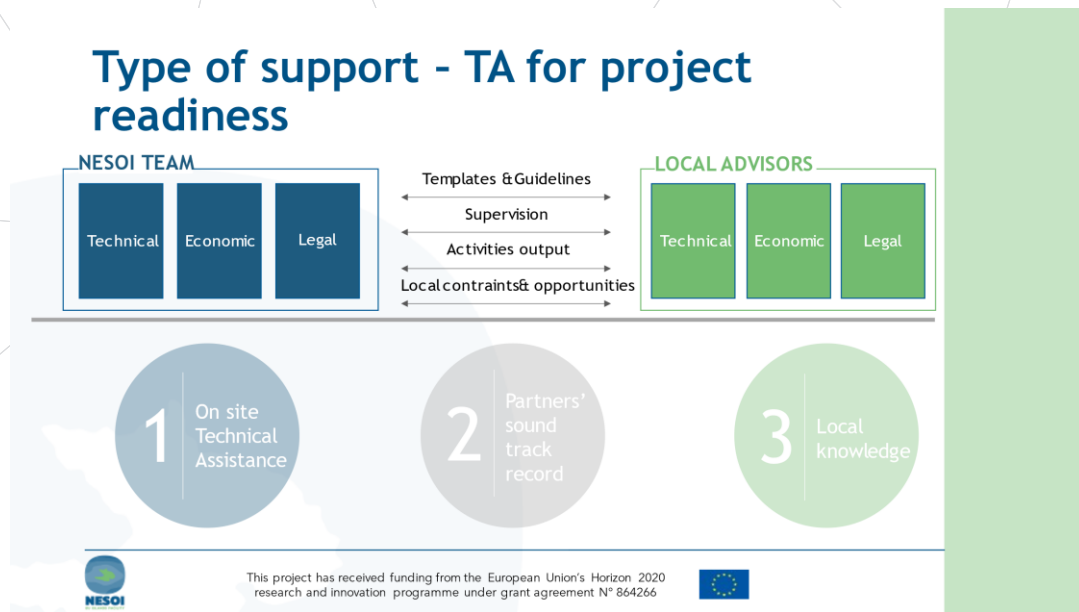 Type of support – TA for project
readiness
NESOI TEAM
Technical
Economic
Legal
Templates & Guidelines
Supervision
Activities output
Local contraints& opportunities
LOCAL ADVISORS
Technical
Economic
Legal
1
On site
Technical
Assistance
2
Partners’
sound
track
record
3
Local
knowledge
NESOI
This project has received funding from the European Union’s Horizon 2020
research and innovation programme under grant agreement N° 864266